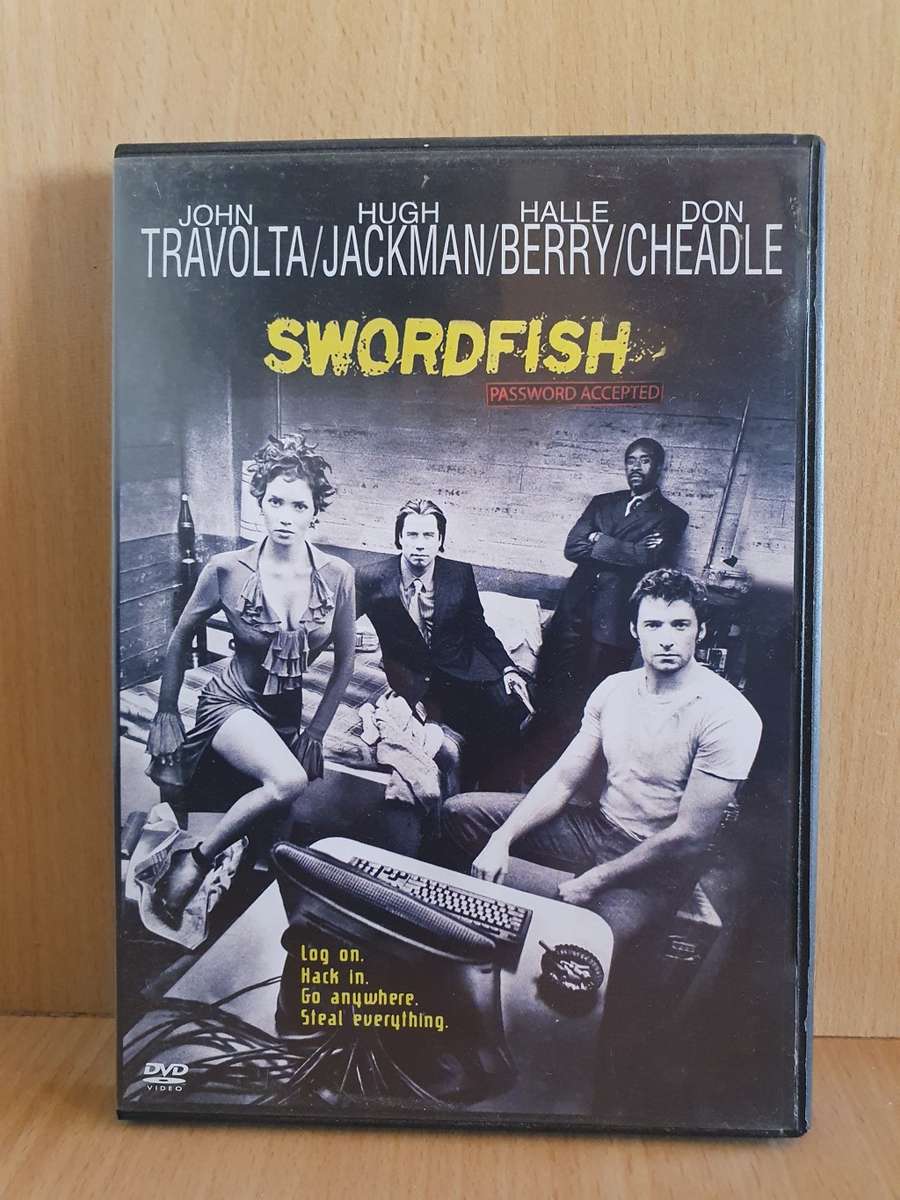 JOHN HUGH HALLE DON
TRAVOLTA/JACKMAN/BERRY/CHEADLE
SWORDFISH
PASSWORD ACCEPTED
Log on.
Hack in.
Go anywhere.
Steal everything.
DVD
VIDEO